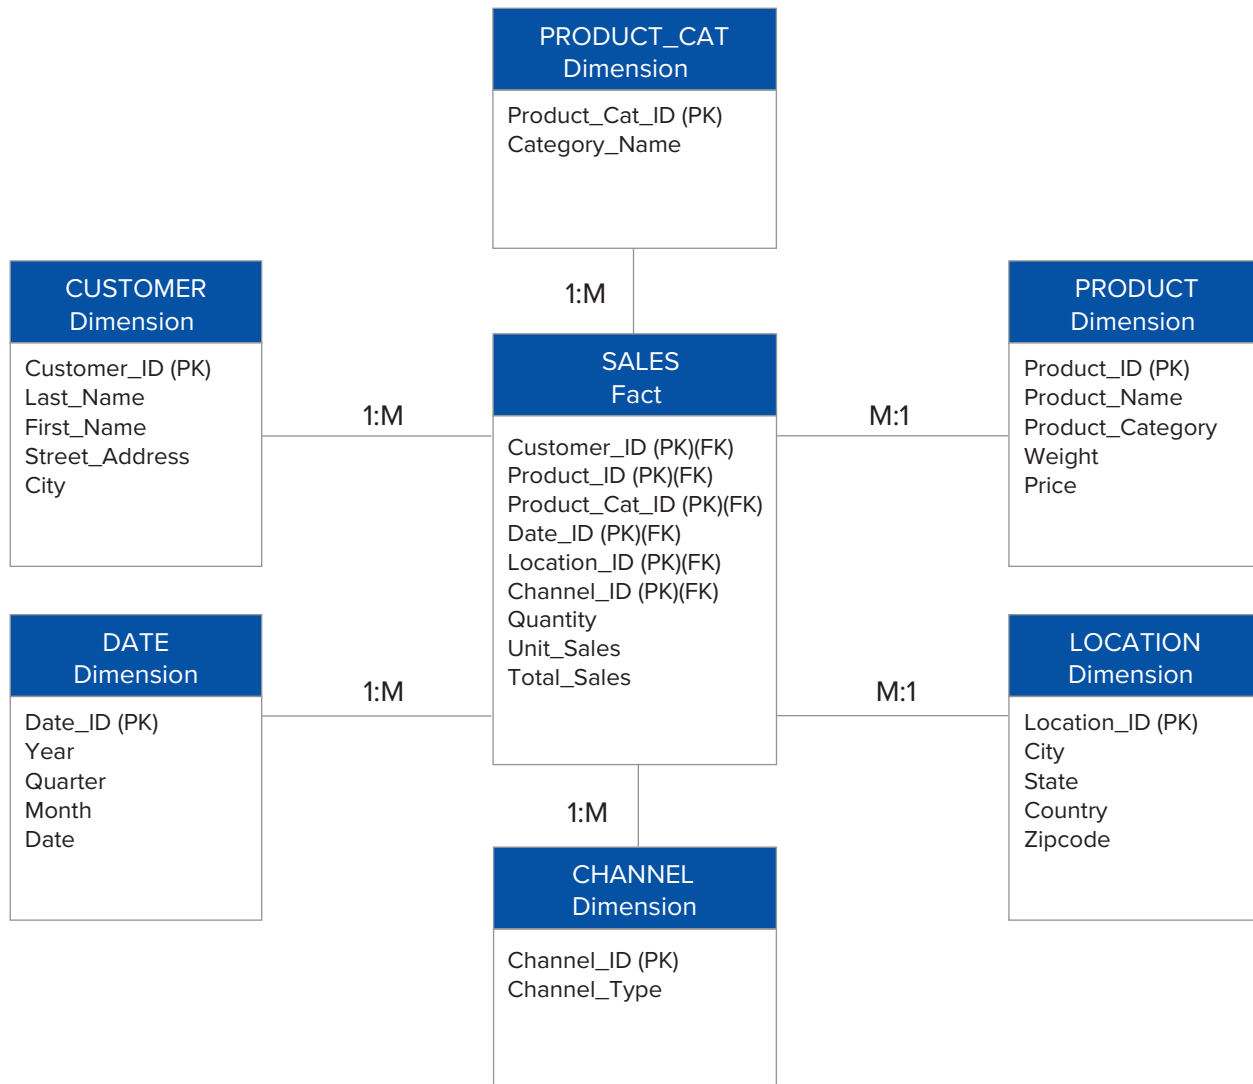 PRODUCT_CAT
Dimension
Product_Cat_ID (PK)
Category_Name
1:M
CUSTOMER
Dimension
Customer_ID (PK)
Last_Name
First_Name
Street_Address
City
1:M
SALES
Fact
Customer_ID (PK)(FK)
Product_ID (PK)(FK)
Product_Cat_ID (PK)(FK)
Date_ID (PK)(FK)
Location_ID (PK)(FK)
Channel_ID (PK)(FK)
Quantity
Unit_Sales
Total_Sales
M:1
PRODUCT
Dimension
Product_ID (PK)
Product_Name
Product_Category
Weight
Price
DATE
Dimension
Date_ID (PK)
Year
Quarter
Month
Date
1:M
M:1
LOCATION
Dimension
Location_ID (PK)
City
State
Country
Zipcode
1:M
CHANNEL
Dimension
Channel_ID (PK)
Channel_Type